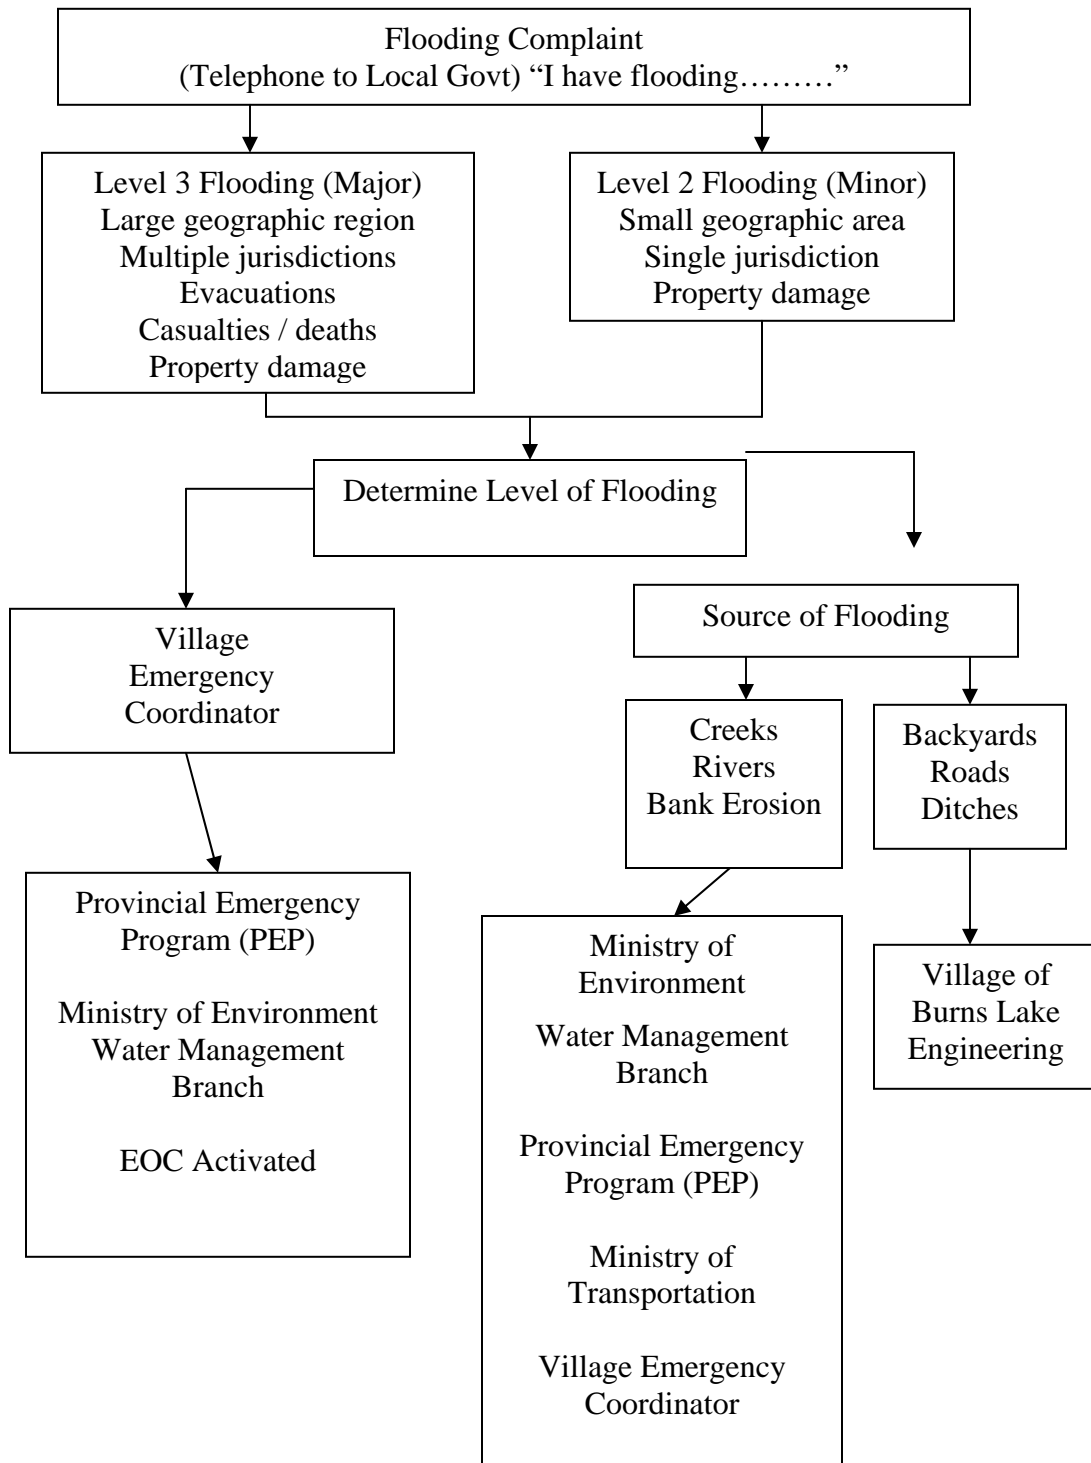 Flooding Complaint
(Telephone to Local Govt) “I have flooding………”
Level 3 Flooding (Major)
Large geographic region
Multiple jurisdictions
Evacuations
Casualties / deaths
Property damage
Level 2 Flooding (Minor)
Small geographic area
Single jurisdiction
Property damage
Determine Level of Flooding
Village
Emergency
Coordinator
Source of Flooding
Creeks
Rivers
Bank Erosion
Backyards
Roads
Ditches
Provincial Emergency
Program (PEP)
Ministry of Environment
Water Management
Branch
EOC Activated
Ministry of
Environment
Water Management
Branch
Provincial Emergency
Program (PEP)
Ministry of
Transportation
Village Emergency
Coordinator
Village of
Burns Lake
Engineering